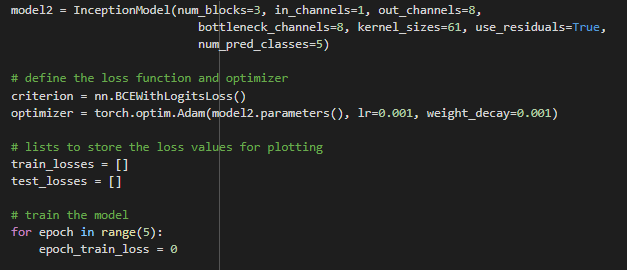 model2 = InceptionModel(num_blocks=3, in_channels=1, out_channels=8,
                        bottleneck_channels=8, kernel_sizes=61, use_residuals=True,
                        num_pred_classes=5)

# define the loss function and optimizer
criterion = nn.BCEWithLogitsLoss()
optimizer = torch.optim.Adam(model2.parameters(), lr=0.001, weight_decay=0.001)

# lists to store the loss values for plotting
train_losses = []
test_losses = []

# train the model
for epoch in range(5):
    epoch_train_loss = 0